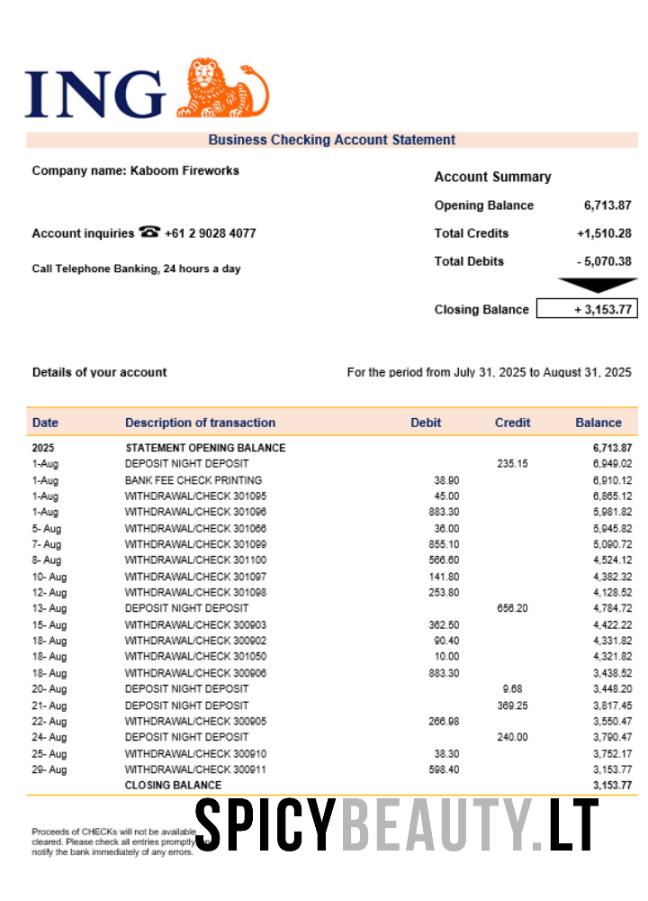 ING
Business Checking Account Statement
Company name: Kaboom Fireworks
Account Summary
Opening Balance 6,713.87
Account inquiries ☎ +61 2 9028 4077
Total Credits +1,510.28
Call Telephone Banking, 24 hours a day
Total Debits - 5,070.38
Closing Balance + 3,153.77
Details of your account For the period from July 31, 2025 to August 31, 2025
Date Description of transaction Debit Credit Balance
2025 STATEMENT OPENING BALANCE 6,713.87
1-Aug DEPOSIT NIGHT DEPOSIT 235.15 6,949.02
1-Aug BANK FEE CHECK PRINTING 38.90 6,910.12
1-Aug WITHDRAWAL/CHECK 301095 45.00 6,865.12
1-Aug WITHDRAWAL/CHECK 301096 883.30 5,981.82
5- Aug WITHDRAWAL/CHECK 301066 36.00 5,945.82
7- Aug WITHDRAWAL/CHECK 301099 855.10 5,090.72
8- Aug WITHDRAWAL/CHECK 301100 566.60 4,524.12
10- Aug WITHDRAWAL/CHECK 301097 141.80 4,382.32
12- Aug WITHDRAWAL/CHECK 301098 253.80 4,128.52
13- Aug DEPOSIT NIGHT DEPOSIT 656.20 4,784.72
15- Aug WITHDRAWAL/CHECK 300903 362.50 4,422.22
18- Aug WITHDRAWAL/CHECK 300902 90.40 4,331.82
18- Aug WITHDRAWAL/CHECK 301050 10.00 4,321.82
18- Aug WITHDRAWAL/CHECK 300906 883.30 3,438.52
20- Aug DEPOSIT NIGHT DEPOSIT 9.68 3,448.20
21- Aug DEPOSIT NIGHT DEPOSIT 369.25 3,817.45
22- Aug WITHDRAWAL/CHECK 300905 266.98 3,550.47
24- Aug DEPOSIT NIGHT DEPOSIT 240.00 3,790.47
25- Aug WITHDRAWAL/CHECK 300910 38.30 3,752.17
29- Aug WITHDRAWAL/CHECK 300911 598.40 3,153.77
CLOSING BALANCE 3,153.77
SPICYBEAUTY.LT
Proceeds of CHECKs will not be available
cleared. Please check all entries promptly
notify the bank immediately of any errors.